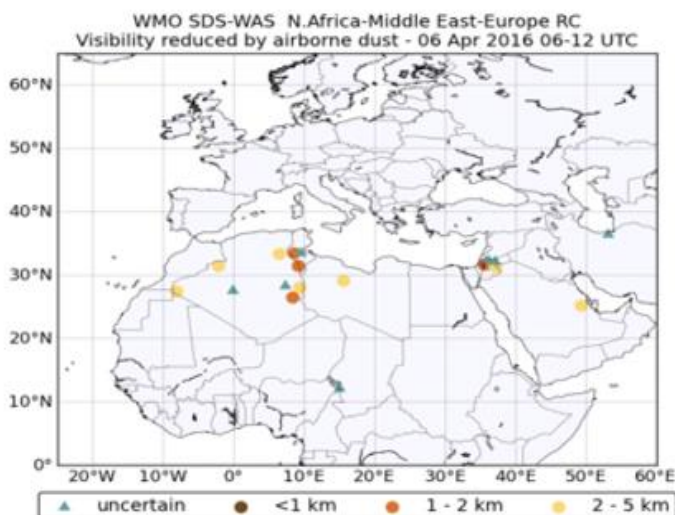 WMO SDS-WAS N.Africa-Middle East-Europe RC
Visibility reduced by airborne dust - 06 Apr 2016 06-12 UTC
60°N
50°N
40°N
30°N
20°N
10°N
0°
20°W 10°W 0° 10°E 20°E 30°E 40°E 50°E 60°E
uncertain <1 km 1 - 2 km 2 - 5 km